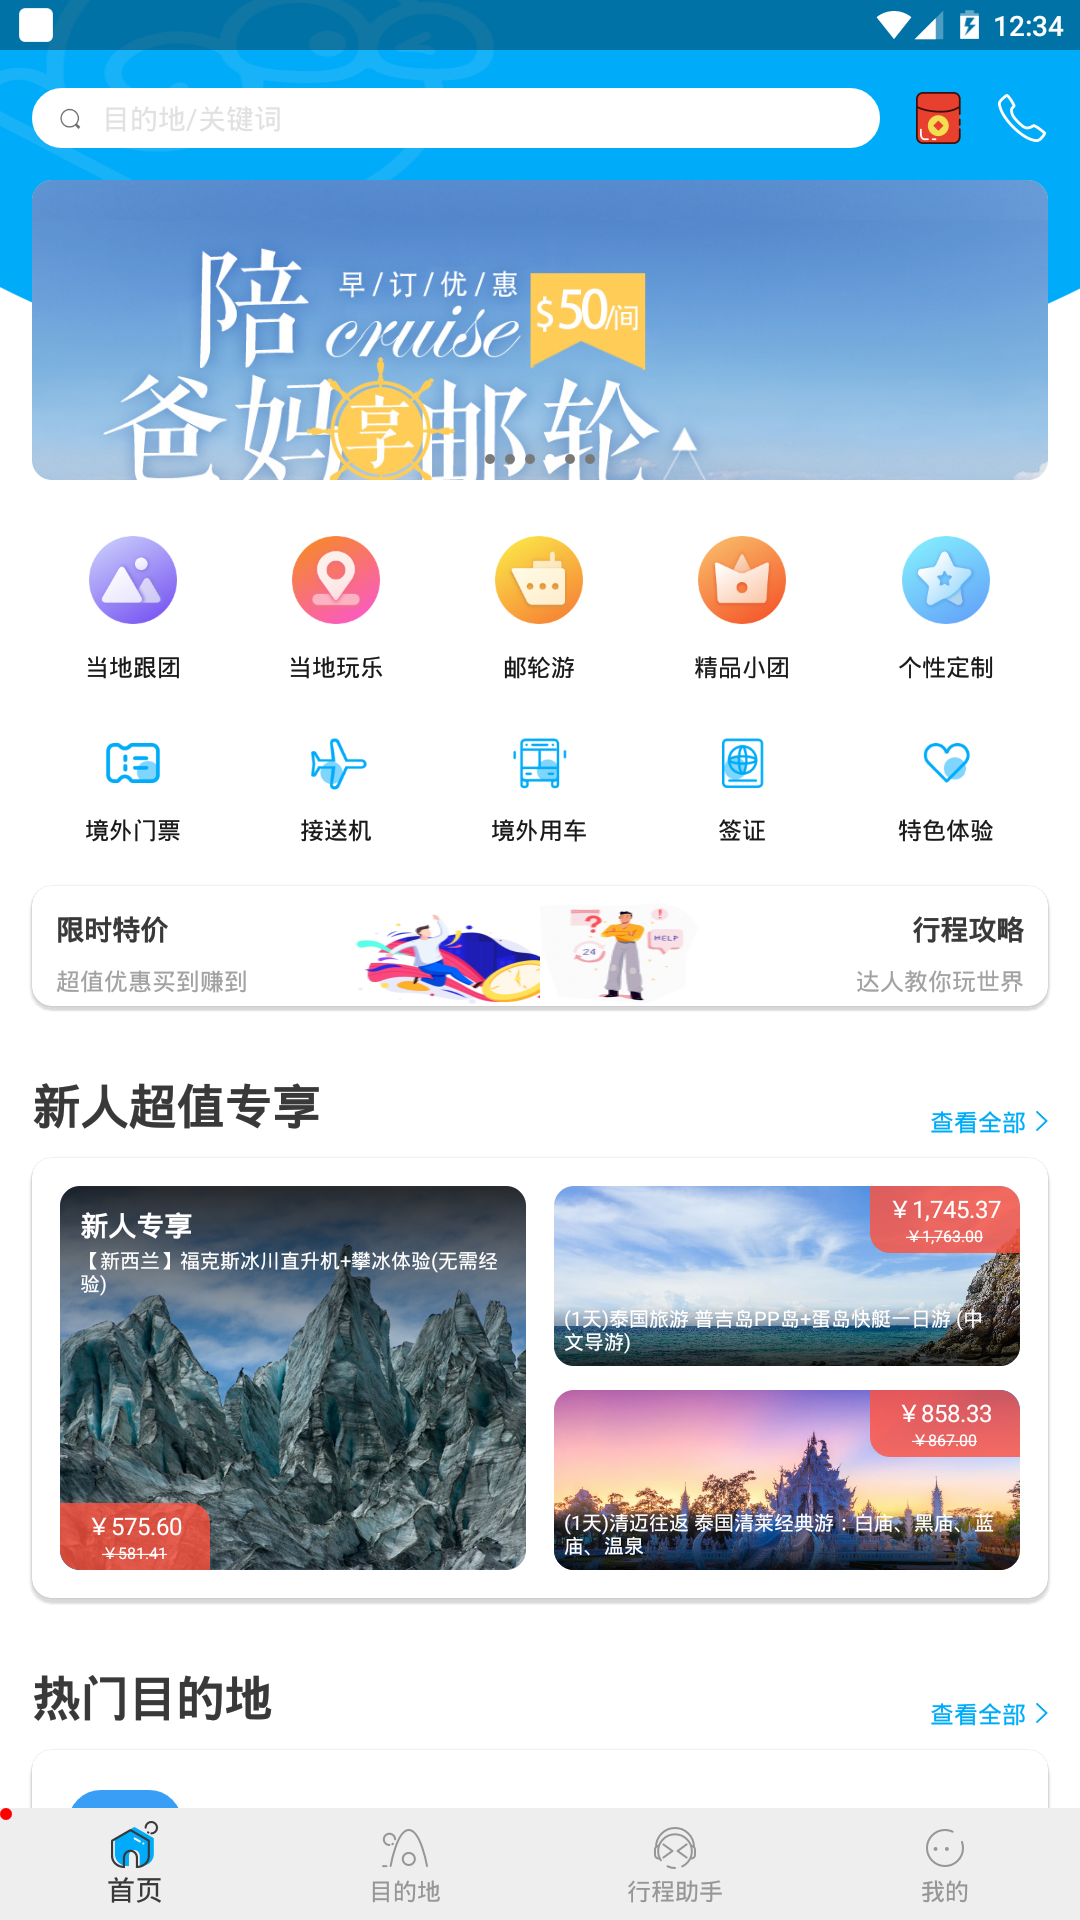 12:34
目的地/关键词
陪
早/订/优/惠
cruise
$50/间
爸妈享邮轮
当地跟团
当地玩乐
邮轮游
精品小团
个性定制
境外门票
接送机
境外用车
签证
特色体验
限时特价
超值优惠买到赚到
?
24
!
HELP
行程攻略
达人教你玩世界
新人超值专享
查看全部
新人专享
【新西兰】福克斯冰川直升机+攀冰体验(无需经
验)
¥575.60
¥581.41
¥1,745.37
¥1,763.00
(1天)泰国旅游 普吉岛PP岛+蛋岛快艇一日游 (中
文导游)
¥858.33
¥867.00
(1天)清迈往返 泰国清莱经典游：白庙、黑庙、蓝
庙、温泉
热门目的地
查看全部
首页
目的地
行程助手
我的